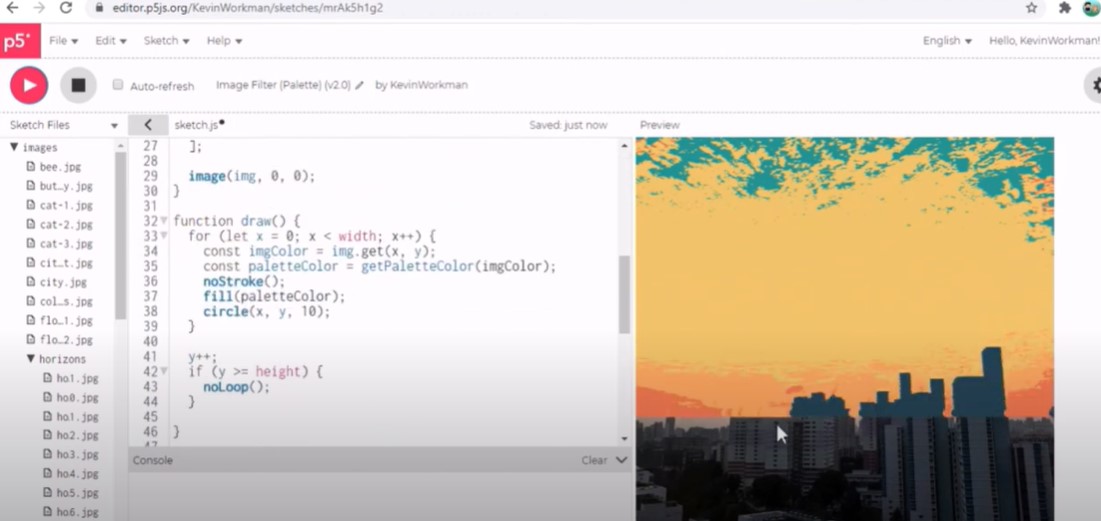 editor.p5js.org/KevinWorkman/sketches/mrAk5h1g2
p5* File Edit Sketch Help English Hello, KevinWorkman!
Auto-refresh Image Filter (Palette) (v2.0) by KevinWorkman
Sketch Files sketch.js Saved: just now Preview
images
bee.jpg
but…y.jpg
cat-1.jpg
cat-2.jpg
cat-3.jpg
cit…t.jpg
city.jpg
col…s.jpg
flo…1.jpg
flo…2.jpg
horizons
ho1.jpg
ho0.jpg
ho1.jpg
ho2.jpg
ho3.jpg
ho4.jpg
ho5.jpg
ho6.jpg
27 ];
28
29 image(img, 0, 0);
30 }
31
32 function draw() {
33 for (let x = 0; x < width; x++) {
34 const imgColor = img.get(x, y);
35 const paletteColor = getPaletteColor(imgColor);
36 noStroke();
37 fill(paletteColor);
38 circle(x, y, 10);
39 }
40
41 y++;
42 if (y >= height) {
43 noLoop();
44 }
45
46 }
47
Console Clear